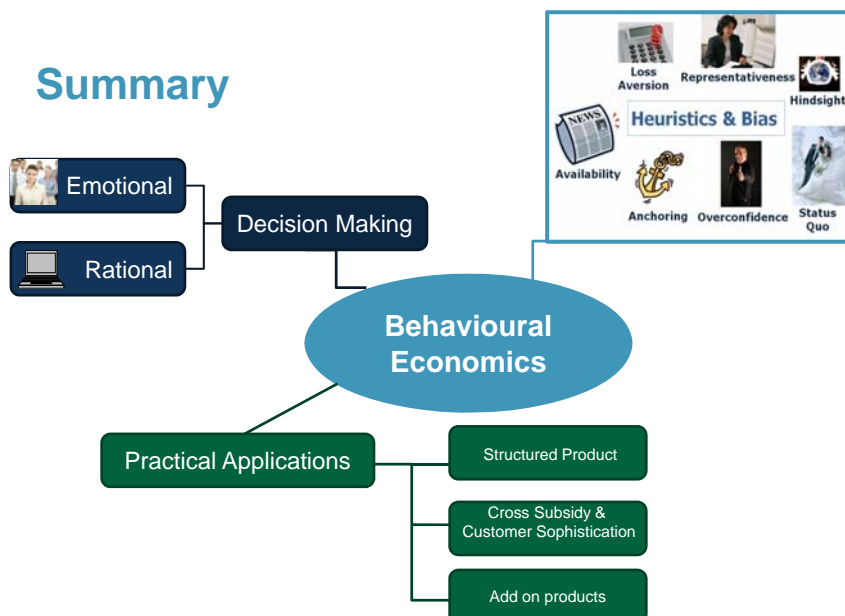 Summary
Loss
Aversion
Representativeness
Hindsight
NEWS
Heuristics & Bias
Availability
Anchoring
Overconfidence
Status
Quo
Emotional
Decision Making
Rational
Behavioural
Economics
Practical Applications
Structured Product
Cross Subsidy &
Customer Sophistication
Add on products